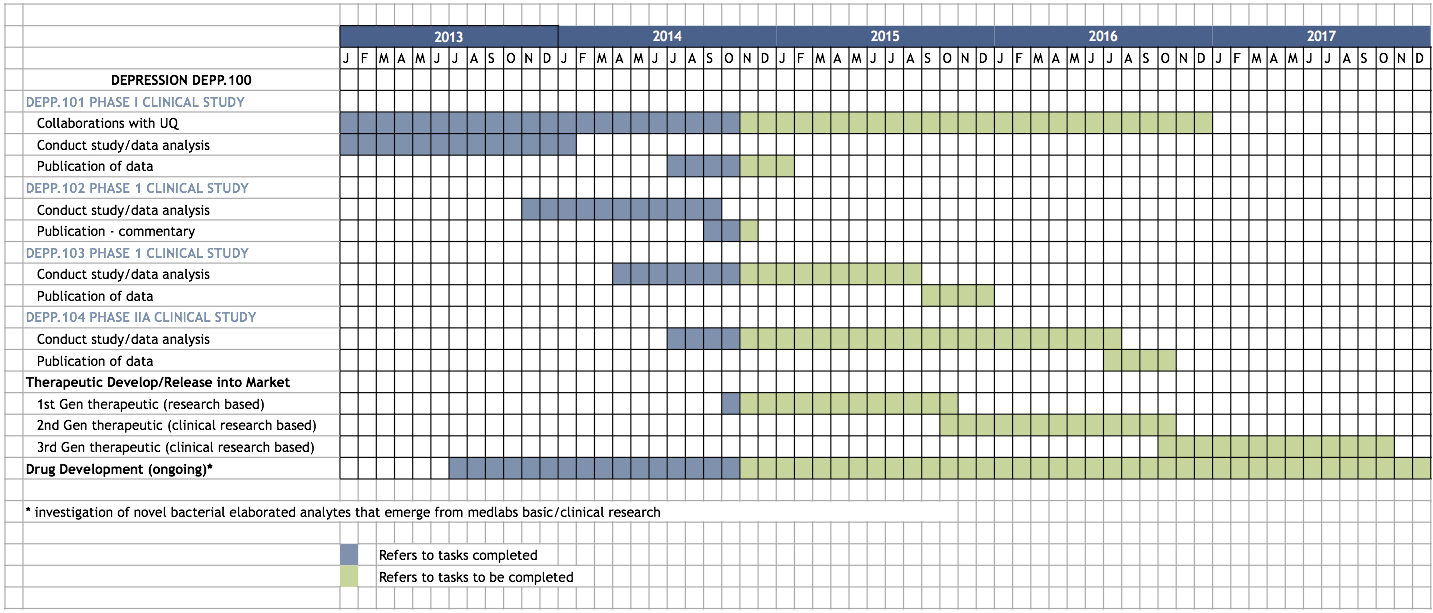 2013 2014 2015 2016 2017
J F M A M J J A S O N D J F M A M J J A S O N D J F M A M J J A S O N D J F M A M J J A S O N D J F M A M J J A S O N D
DEPRESSION DEPP.100
DEPP.101 PHASE I CLINICAL STUDY
Collaborations with UQ
Conduct study/data analysis
Publication of data
DEPP.102 PHASE 1 CLINICAL STUDY
Conduct study/data analysis
Publication - commentary
DEPP.103 PHASE 1 CLINICAL STUDY
Conduct study/data analysis
Publication of data
DEPP.104 PHASE IIA CLINICAL STUDY
Conduct study/data analysis
Publication of data
Therapeutic Develop/Release into Market
1st Gen therapeutic (research based)
2nd Gen therapeutic (clinical research based)
3rd Gen therapeutic (clinical research based)
Drug Development (ongoing)*
* investigation of novel bacterial elaborated analytes that emerge from medlabs basic/clinical research
Refers to tasks completed
Refers to tasks to be completed